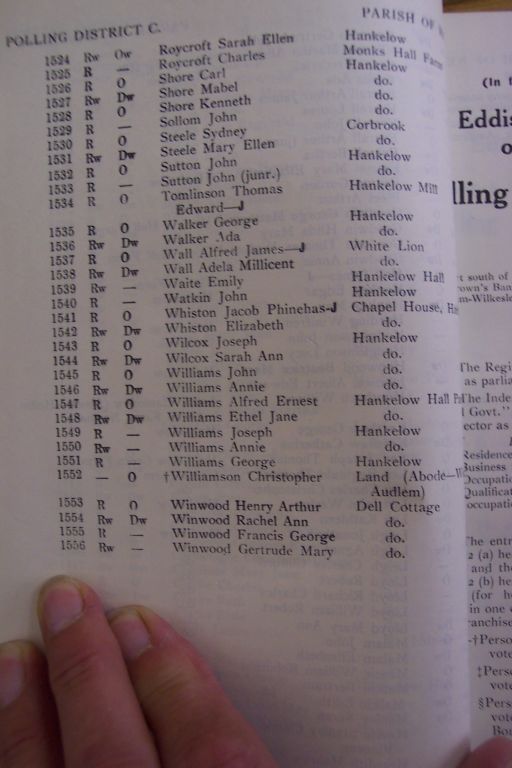 POLLING DISTRICT C. PARISH OF
1524 Rw Ow Roycroft Sarah Ellen Hankelow
1525 R — Roycroft Charles Monks Hall Farm
1526 R O Shore Carl Hankelow
1527 Rw Dw Shore Mabel do.
1528 R O Shore Kenneth do.
1529 R — Sollom John do.
1530 R O Steele Sydney Corbrook
1531 Rw Dw Steele Mary Ellen do.
1532 R O Sutton John Hankelow
1533 R — Sutton John (junr.) do.
1534 R O Tomlinson Thomas Hankelow Mill
Edward—J
1535 R O Walker George Hankelow
1536 Rw Dw Walker Ada do.
1537 R O Wall Alfred James—J White Lion
1538 Rw Dw Wall Adela Millicent do.
1539 Rw — Waite Emily Hankelow Hall
1540 R — Watkin John Hankelow
1541 R O Whiston Jacob Phinehas-J Chapel House,
1542 Rw Dw Whiston Elizabeth do.
1543 R O Wilcox Joseph Hankelow
1544 Rw Dw Wilcox Sarah Ann do.
1545 R O Williams John do.
1546 Rw Dw Williams Annie do.
1547 R O Williams Alfred Ernest Hankelow Hall
1548 Rw Dw Williams Ethel Jane do.
1549 R — Williams Joseph Hankelow
1550 Rw — Williams Annie do.
1551 R — Williams George Hankelow
1552 — O †Williamson Christopher Land (Abode—
Audlem)
1553 R O Winwood Henry Arthur Dell Cottage
1554 Rw Dw Winwood Rachel Ann do.
1555 R — Winwood Francis George do.
1556 Rw — Winwood Gertrude Mary do.
(In
Eddis
lling
south of
own's Ban
m-Wilkesl
The Regi
as parlia
The Inde
Govt."
ector as
Residence
Business
Occupatio
Qualificat
occupatio
The entr
2 (a) he
and the
2 (b) he
(for h
in one
ranchise
-†Perso
vote
‡Pers
vote
§Pers
vot
Bo